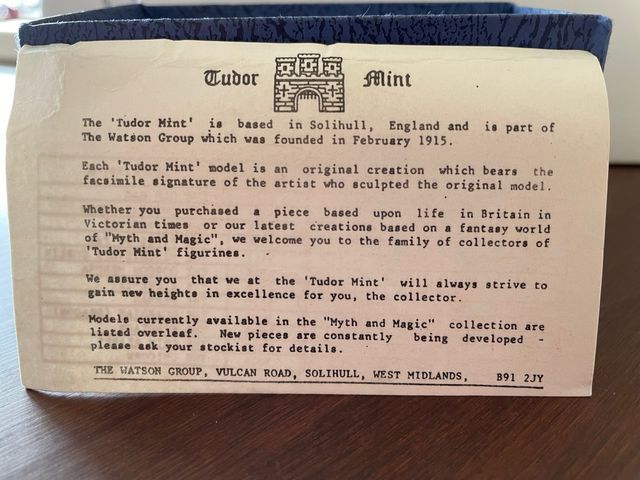 Tudor Mint
The 'Tudor Mint' is based in Solihull, England and is part of
The Watson Group which was founded in February 1915.
Each 'Tudor Mint' model is an original creation which bears the
facsimile signature of the artist who sculpted the original model.
Whether you purchased a piece based upon life in Britain in
Victorian times or our latest creations based on a fantasy world
of "Myth and Magic", we welcome you to the family of collectors of
'Tudor Mint' figurines.
We assure you that we at the 'Tudor Mint' will always strive to
gain new heights in excellence for you, the collector.
Models currently available in the "Myth and Magic" collection are
listed overleaf. New pieces are constantly being developed -
please ask your stockist for details.
THE WATSON GROUP, VULCAN ROAD, SOLIHULL, WEST MIDLANDS, B91 2JY